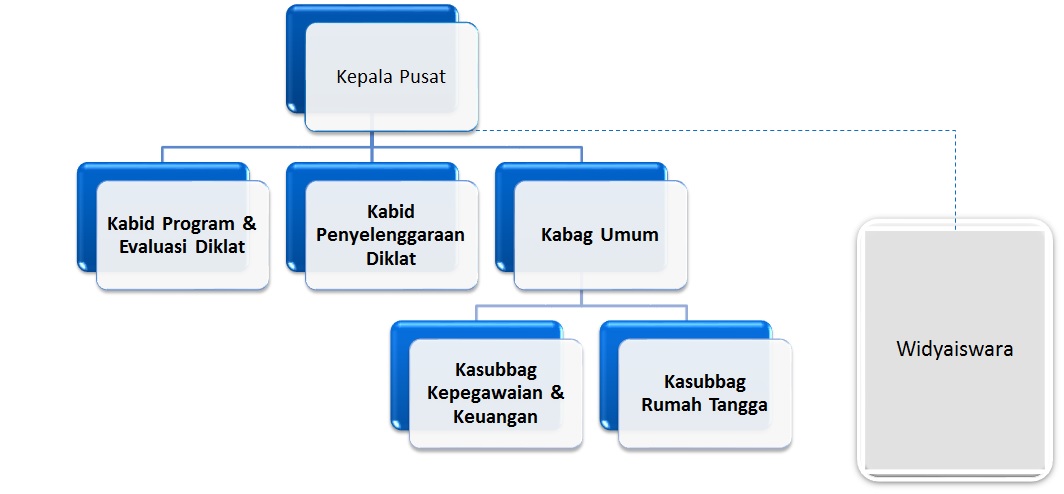 Kepala Pusat
Kabid Program &
Evaluasi Diklat
Kabid
Penyelenggaraan
Diklat
Kabag Umum
Kasubbag
Kepegawaian &
Keuangan
Kasubbag
Rumah Tangga
Widyaiswara